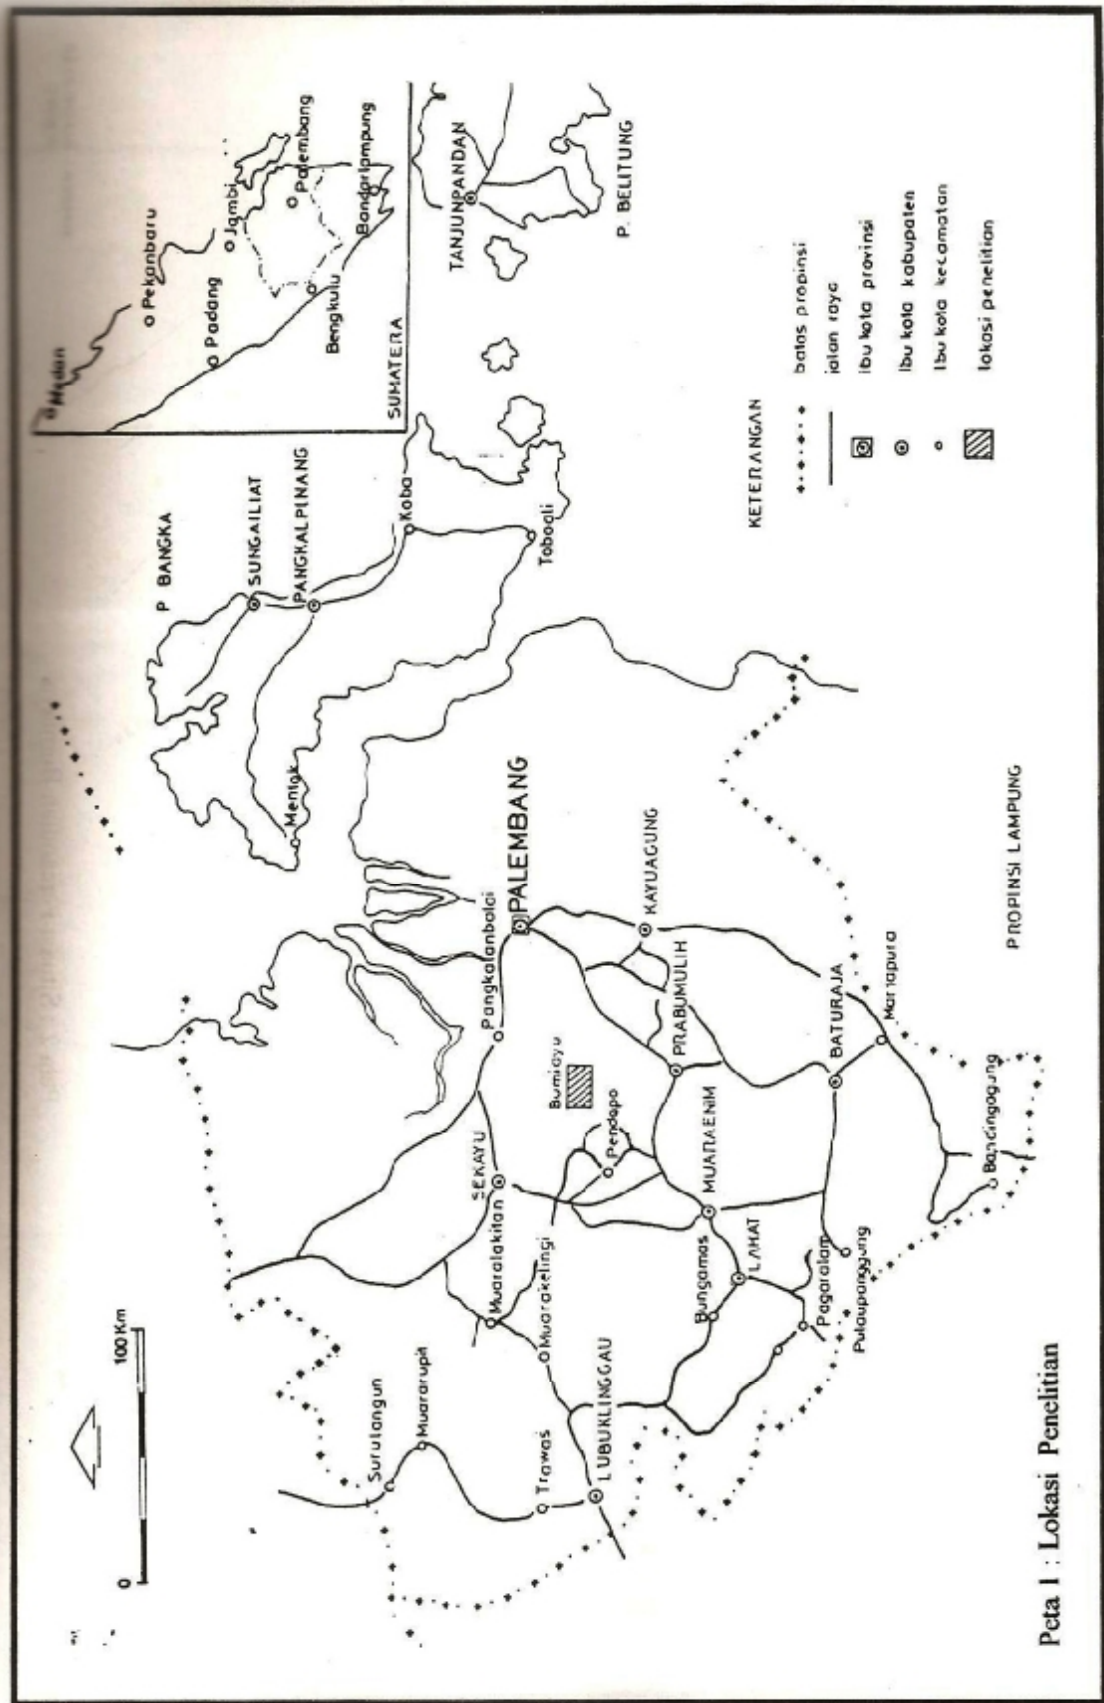 Medan
Pekanbaru
Padang
Jambi
Palembang
Bengkulu
Bandarlampung
SUMATERA
0
100 Km
P BANGKA
SUNGAILIAT
PANGKALPINANG
Koba
Toboali
Mentok
TANJUNPANDAN
P. BELITUNG
Surulangun
Muararupit
Trawas
LUBUKLINGGAU
Muaralakitan
Muarakelingi
SEKAYU
Pangkalanbalai
PALEMBANG
Bumiayu
Pendopo
KAYUAGUNG
PRABUMULIH
MUARAENIM
Bungamas
LAHAT
Pagaralam
Pulaupanggung
BATURAJA
Martapura
Bandingagung
PROPINSI LAMPUNG
KETERANGAN
batas propinsi
jalan raya
ibu kota provinsi
Ibu kota kabupaten
Ibu kota kecamatan
lokasi penelitian
Peta 1 : Lokasi Penelitian